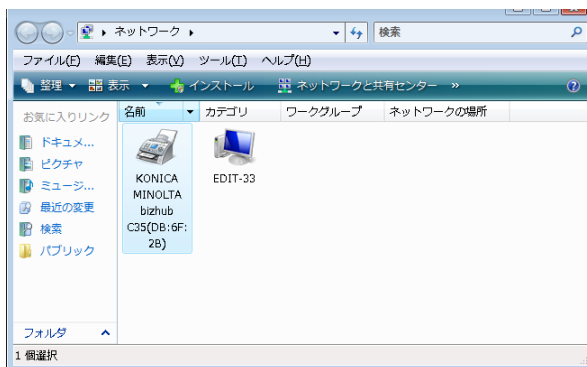 ネットワーク
検索
ファイル(F) 編集(E) 表示(V) ツール(T) ヘルプ(H)
整理 表示 インストール ネットワークと共有センター »
お気に入りリンク
名前 カテゴリ ワークグループ ネットワークの場所
ドキュメ...
ピクチャ
ミュージ...
最近の変更
検索
パブリック
KONICA
MINOLTA
bizhub
C35(DB:6F:
2B)
EDIT-33
フォルダ
1 個選択